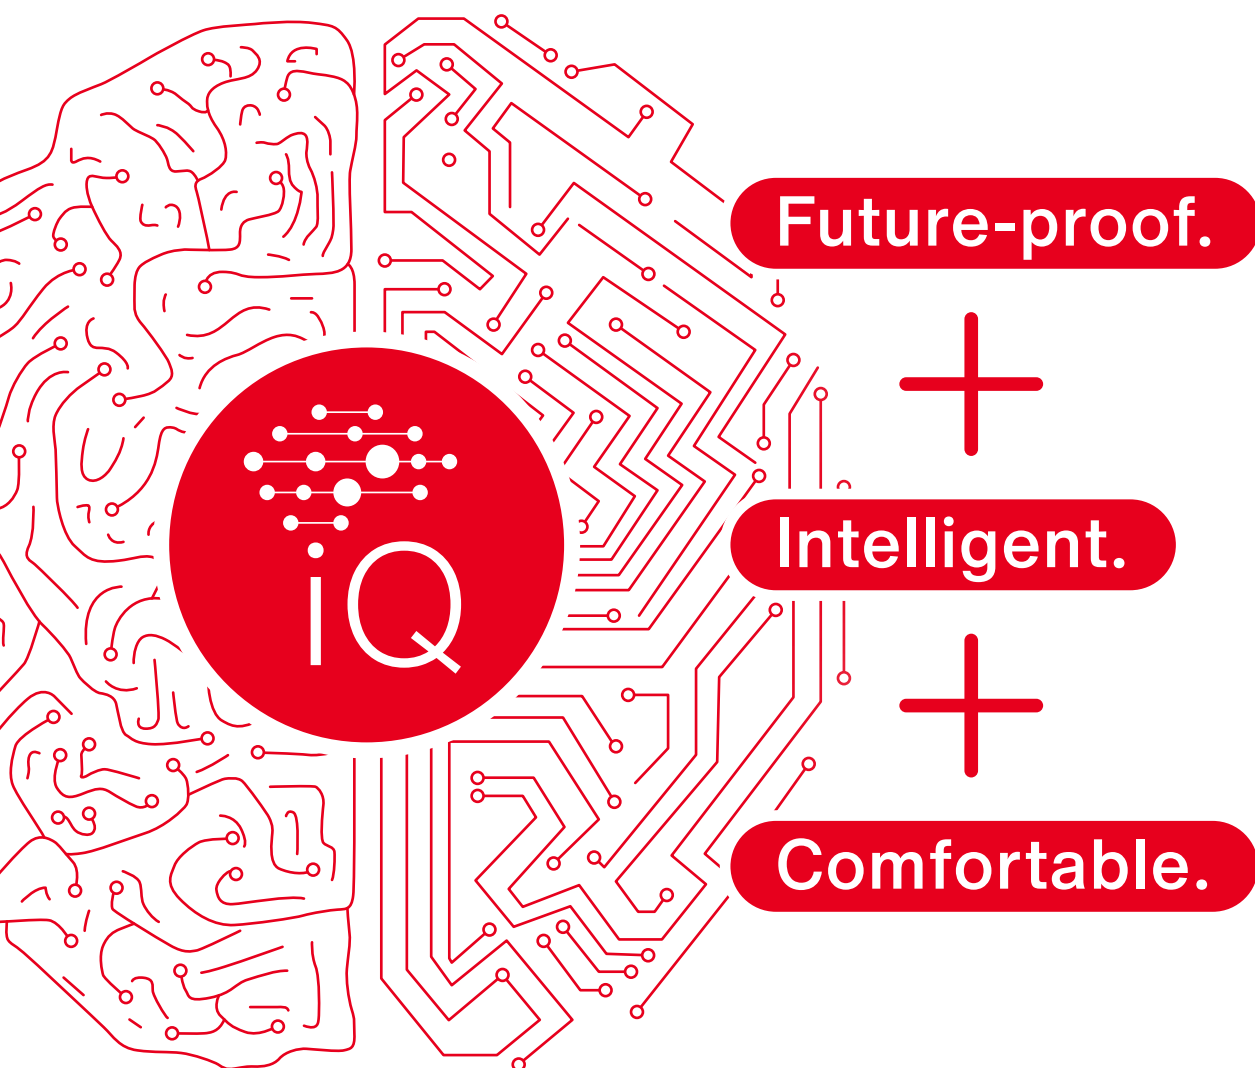 Future-proof.
+
Intelligent.
+
Comfortable.
iQ